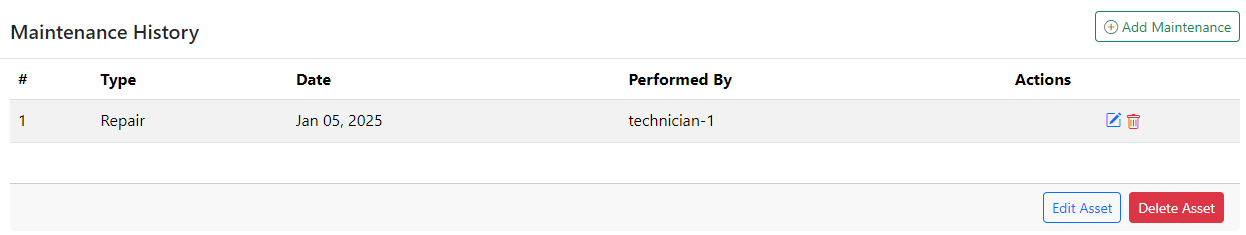 Maintenance History
Add Maintenance
# Type Date Performed By Actions
1 Repair Jan 05, 2025 technician-1
Edit Asset Delete Asset